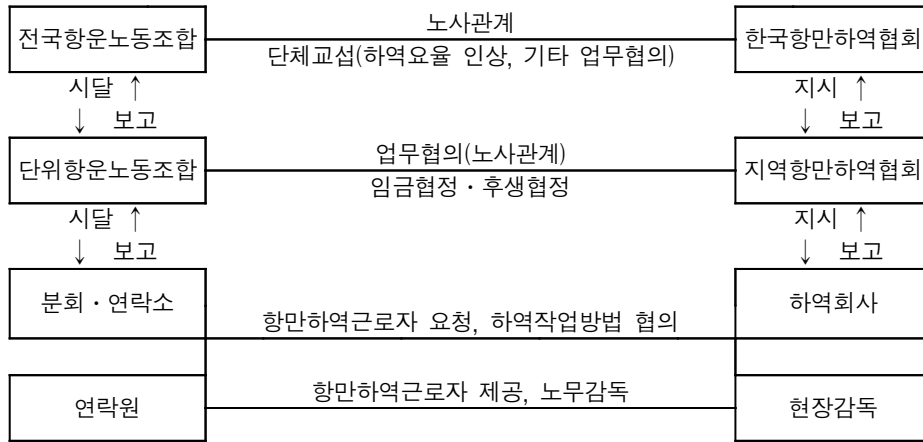 노사관계
전국항운노동조합
한국항만하역협회
단체교섭(하역요율 인상, 기타 업무협의)
시달 ↑
지시 ↑
↓ 보고
↓ 보고
업무협의(노사관계)
단위항운노동조합
지역항만하역협회
임금협정・후생협정
시달 ↑
지시 ↑
↓ 보고
↓ 보고
분회・연락소
하역회사
항만하역근로자 요청, 하역작업방법 협의
항만하역근로자 제공, 노무감독
연락원
현장감독